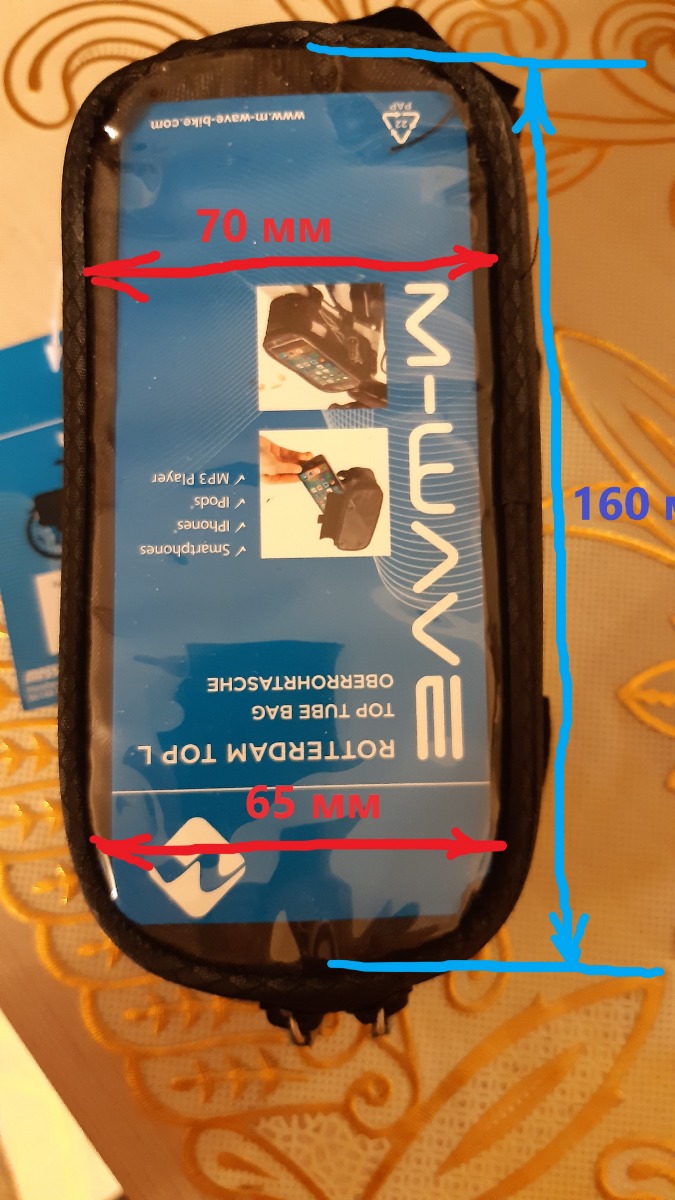 70 мм
160 м
65 мм
ROTTERDAM TOP L
TOP TUBE BAG
OBERROHRTASCHE
M-WAVE
✓ Smartphones
✓ iPhones®
✓ iPods®
✓ MP3 Player
www.m-wave-bike.com
22
PAP